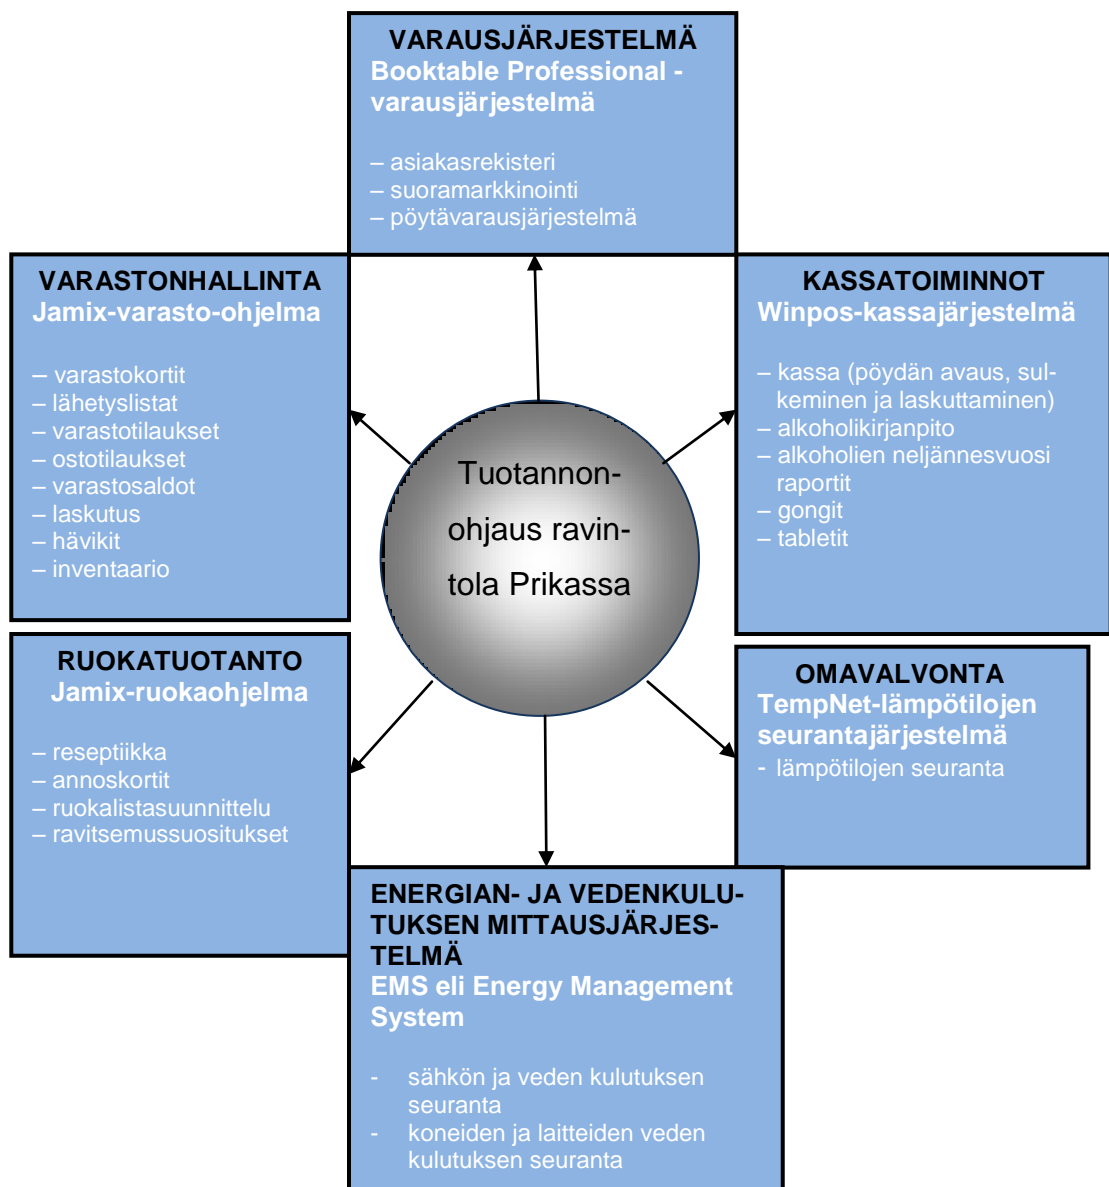 VARAUSJÄRJESTELMÄ
Booktable Professional -
varausjärjestelmä
– asiakasrekisteri
– suoramarkkinointi
– pöytävarausjärjestelmä
VARASTONHALLINTA
Jamix-varasto-ohjelma
– varastokortit
– lähetyslistat
– varastotilaukset
– ostotilaukset
– varastosaldot
– laskutus
– hävikit
– inventaario
KASSATOIMINNOT
Winpos-kassajärjestelmä
– kassa (pöydän avaus, sul-
keminen ja laskuttaminen)
– alkoholikirjanpito
– alkoholien neljännesvuosi
raportit
– gongit
– tabletit
Tuotannon-
ohjaus ravin-
tola Prikassa
RUOKATUOTANTO
Jamix-ruokaohjelma
– reseptiikka
– annoskortit
– ruokalistasuunnittelu
– ravitsemussuositukset
OMAVALVONTA
TempNet-lämpötilojen
seurantajärjestelmä
- lämpötilojen seuranta
ENERGIAN- JA VEDENKULU-
TUKSEN MITTAUSJÄRJES-
TELMÄ
EMS eli Energy Management
System
- sähkön ja veden kulutuksen
seuranta
- koneiden ja laitteiden veden
kulutuksen seuranta